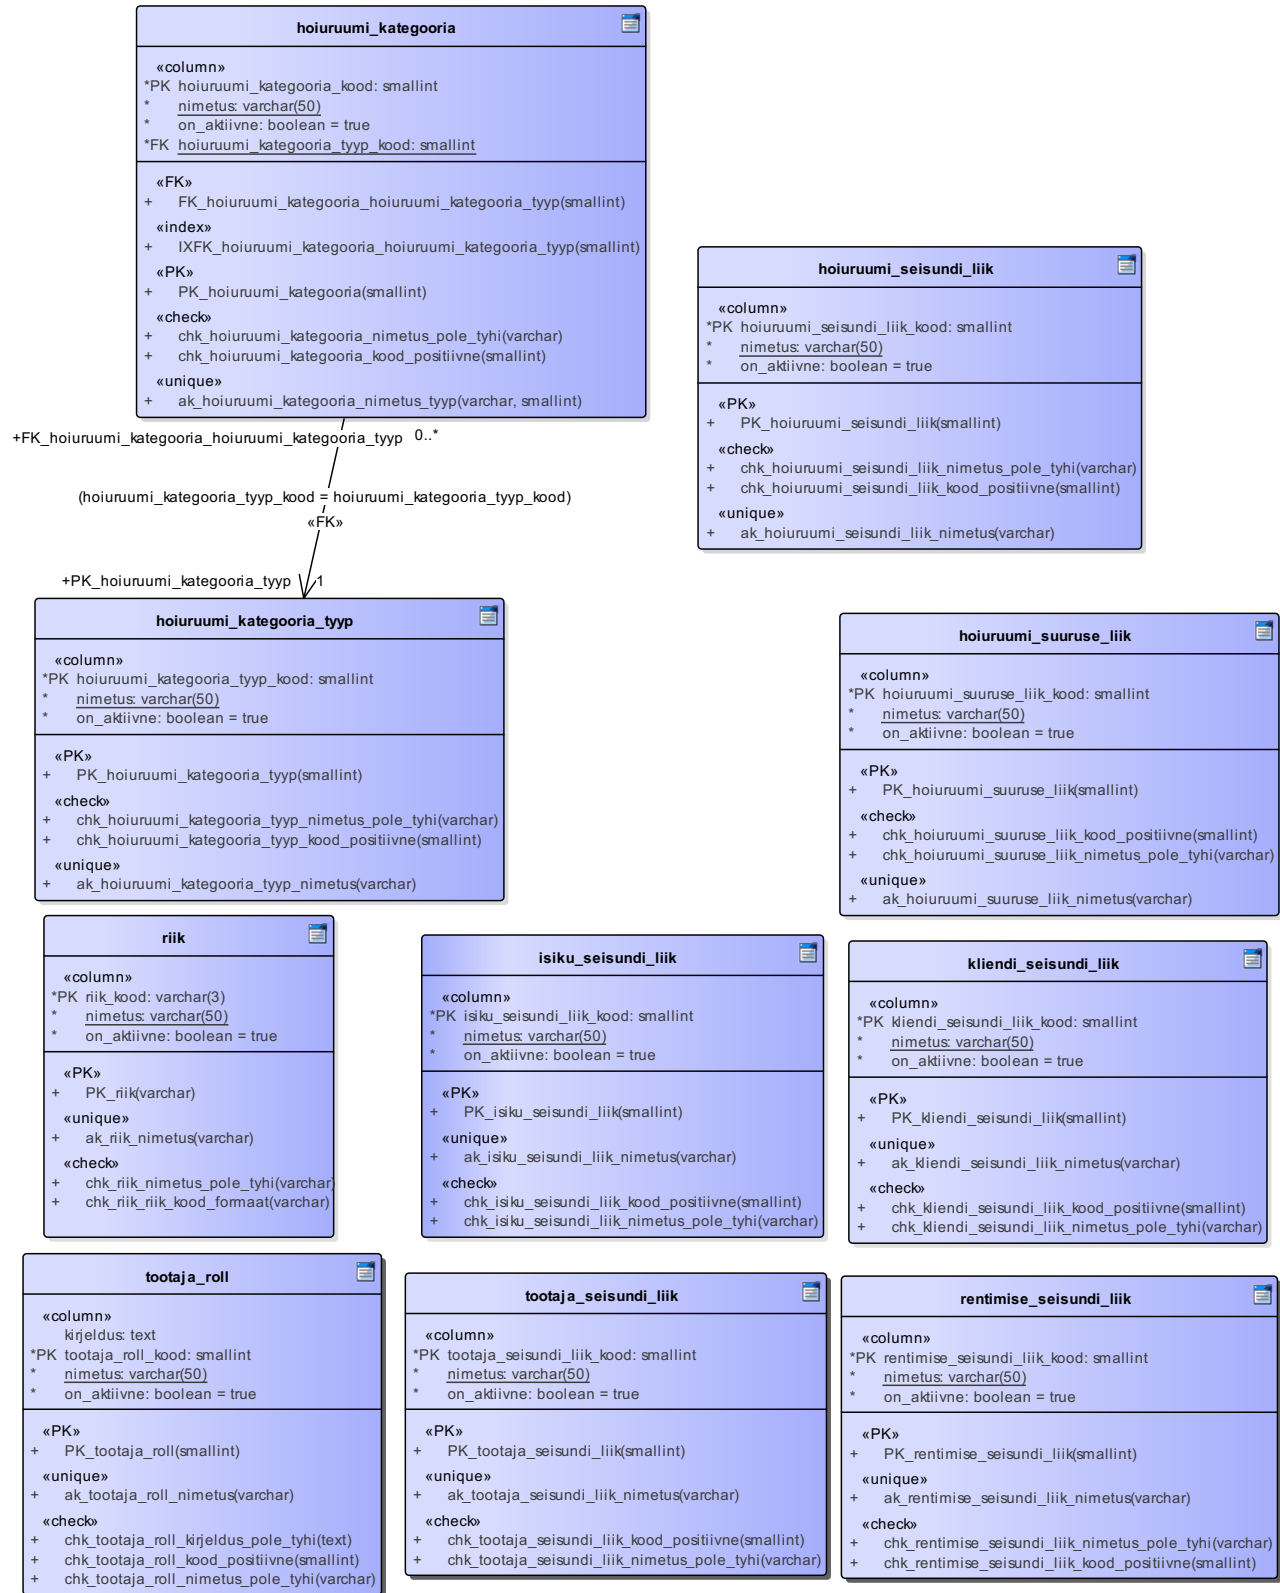 hoiuruumi_kategooria
«column»
*PK hoiuruumi_kategooria_kood: smallint
* nimetus: varchar(50)
* on_aktiivne: boolean = true
*FK hoiuruumi_kategooria_tyyp_kood: smallint
«FK»
+ FK_hoiuruumi_kategooria_hoiuruumi_kategooria_tyyp(smallint)
«index»
+ IXFK_hoiuruumi_kategooria_hoiuruumi_kategooria_tyyp(smallint)
«PK»
+ PK_hoiuruumi_kategooria(smallint)
«check»
+ chk_hoiuruumi_kategooria_nimetus_pole_tyhi(varchar)
+ chk_hoiuruumi_kategooria_kood_positiivne(smallint)
«unique»
+ ak_hoiuruumi_kategooria_nimetus_tyyp(varchar, smallint)
+FK_hoiuruumi_kategooria_hoiuruumi_kategooria_tyyp 0..*
(hoiuruumi_kategooria_tyyp_kood = hoiuruumi_kategooria_tyyp_kood)
«FK»
+PK_hoiuruumi_kategooria_tyyp 1
hoiuruumi_seisundi_liik
«column»
*PK hoiuruumi_seisundi_liik_kood: smallint
* nimetus: varchar(50)
* on_aktiivne: boolean = true
«PK»
+ PK_hoiuruumi_seisundi_liik(smallint)
«check»
+ chk_hoiuruumi_seisundi_liik_nimetus_pole_tyhi(varchar)
+ chk_hoiuruumi_seisundi_liik_kood_positiivne(smallint)
«unique»
+ ak_hoiuruumi_seisundi_liik_nimetus(varchar)
hoiuruumi_kategooria_tyyp
«column»
*PK hoiuruumi_kategooria_tyyp_kood: smallint
* nimetus: varchar(50)
* on_aktiivne: boolean = true
«PK»
+ PK_hoiuruumi_kategooria_tyyp(smallint)
«check»
+ chk_hoiuruumi_kategooria_tyyp_nimetus_pole_tyhi(varchar)
+ chk_hoiuruumi_kategooria_tyyp_kood_positiivne(smallint)
«unique»
+ ak_hoiuruumi_kategooria_tyyp_nimetus(varchar)
hoiuruumi_suuruse_liik
«column»
*PK hoiuruumi_suuruse_liik_kood: smallint
* nimetus: varchar(50)
* on_aktiivne: boolean = true
«PK»
+ PK_hoiuruumi_suuruse_liik(smallint)
«check»
+ chk_hoiuruumi_suuruse_liik_kood_positiivne(smallint)
+ chk_hoiuruumi_suuruse_liik_nimetus_pole_tyhi(varchar)
«unique»
+ ak_hoiuruumi_suuruse_liik_nimetus(varchar)
riik
«column»
*PK riik_kood: varchar(3)
* nimetus: varchar(50)
* on_aktiivne: boolean = true
«PK»
+ PK_riik(varchar)
«unique»
+ ak_riik_nimetus(varchar)
«check»
+ chk_riik_nimetus_pole_tyhi(varchar)
+ chk_riik_riik_kood_formaat(varchar)
isiku_seisundi_liik
«column»
*PK isiku_seisundi_liik_kood: smallint
* nimetus: varchar(50)
* on_aktiivne: boolean = true
«PK»
+ PK_isiku_seisundi_liik(smallint)
«unique»
+ ak_isiku_seisundi_liik_nimetus(varchar)
«check»
+ chk_isiku_seisundi_liik_kood_positiivne(smallint)
+ chk_isiku_seisundi_liik_nimetus_pole_tyhi(varchar)
kliendi_seisundi_liik
«column»
*PK kliendi_seisundi_liik_kood: smallint
* nimetus: varchar(50)
* on_aktiivne: boolean = true
«PK»
+ PK_kliendi_seisundi_liik(smallint)
«unique»
+ ak_kliendi_seisundi_liik_nimetus(varchar)
«check»
+ chk_kliendi_seisundi_liik_kood_positiivne(smallint)
+ chk_kliendi_seisundi_liik_nimetus_pole_tyhi(varchar)
tootaja_roll
«column»
kirjeldus: text
*PK tootaja_roll_kood: smallint
* nimetus: varchar(50)
* on_aktiivne: boolean = true
«PK»
+ PK_tootaja_roll(smallint)
«unique»
+ ak_tootaja_roll_nimetus(varchar)
«check»
+ chk_tootaja_roll_kirjeldus_pole_tyhi(text)
+ chk_tootaja_roll_kood_positiivne(smallint)
+ chk_tootaja_roll_nimetus_pole_tyhi(varchar)
tootaja_seisundi_liik
«column»
*PK tootaja_seisundi_liik_kood: smallint
* nimetus: varchar(50)
* on_aktiivne: boolean = true
«PK»
+ PK_tootaja_seisundi_liik(smallint)
«unique»
+ ak_tootaja_seisundi_liik_nimetus(varchar)
«check»
+ chk_tootaja_seisundi_liik_kood_positiivne(smallint)
+ chk_tootaja_seisundi_liik_nimetus_pole_tyhi(varchar)
rentimise_seisundi_liik
«column»
*PK rentimise_seisundi_liik_kood: smallint
* nimetus: varchar(50)
* on_aktiivne: boolean = true
«PK»
+ PK_rentimise_seisundi_liik(smallint)
«unique»
+ ak_rentimise_seisundi_liik_nimetus(varchar)
«check»
+ chk_rentimise_seisundi_liik_nimetus_pole_tyhi(varchar)
+ chk_rentimise_seisundi_liik_kood_positiivne(smallint)